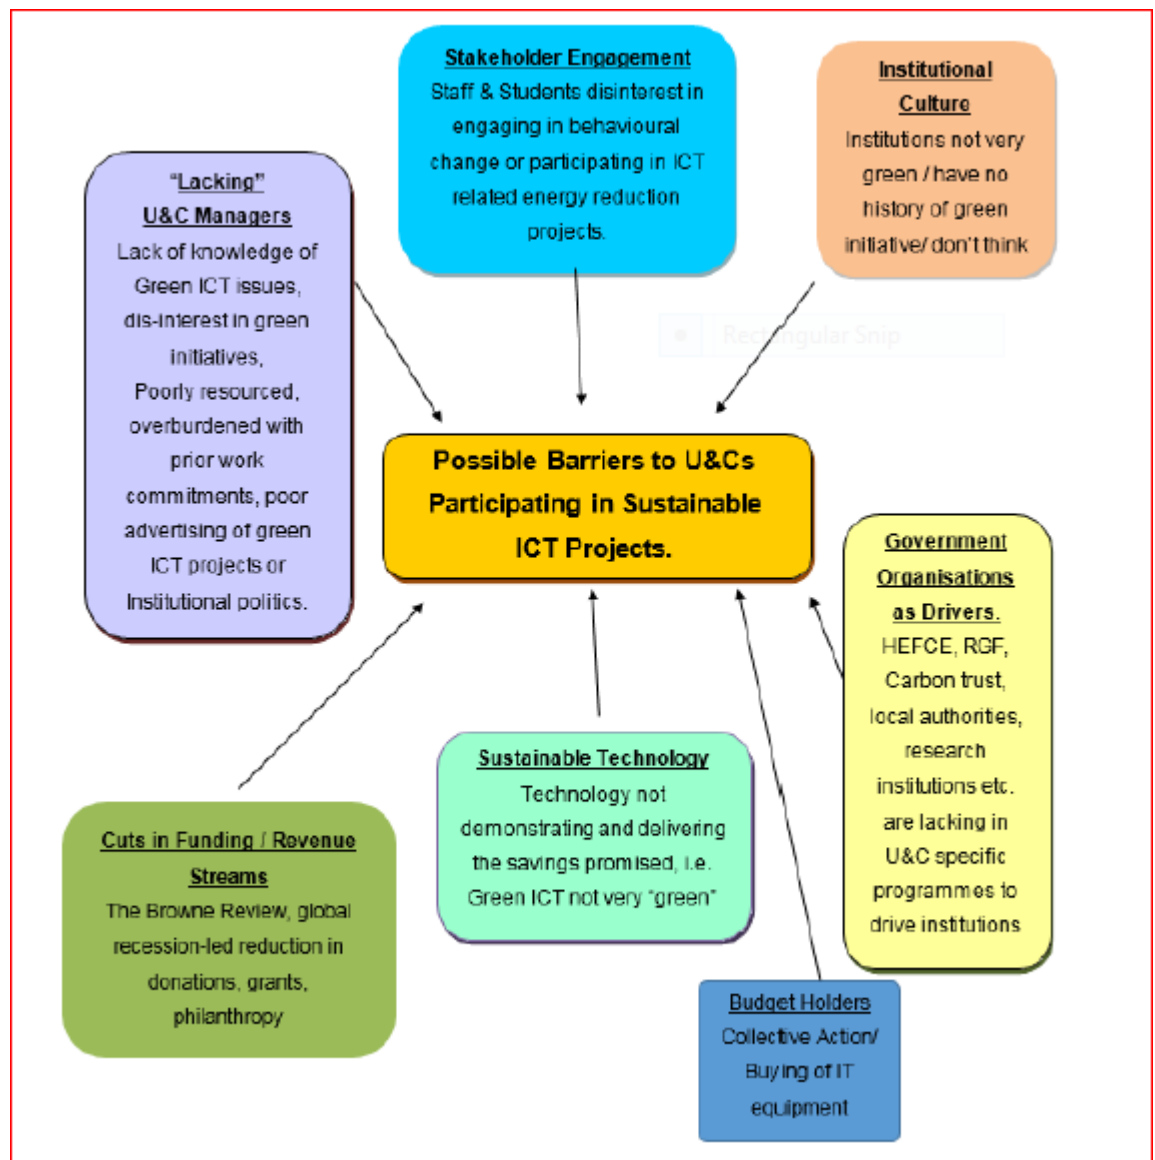 Stakeholder Engagement
Staff & Students disinterest in
engaging in behavioural
change or participating in ICT
related energy reduction
projects.
Institutional
Culture
Institutions not very
green / have no
history of green
initiative/ don't think
"Lacking"
U&C Managers
Lack of knowledge of
Green ICT issues,
dis-interest in green
initiatives,
Poorly resourced,
overburdened with
prior work
commitments, poor
advertising of green
ICT projects or
Institutional politics.
Rectangular Snip
Possible Barriers to U&Cs
Participating in Sustainable
ICT Projects.
Government
Organisations
as Drivers.
HEFCE, RGF,
Carbon trust,
local authorities,
research
institutions etc.
are lacking in
U&C specific
programmes to
drive institutions
Sustainable Technology
Technology not
demonstrating and delivering
the savings promised, i.e.
Green ICT not very "green"
Cuts in Funding / Revenue
Streams
The Browne Review, global
recession-led reduction in
donations, grants,
philanthropy
Budget Holders
Collective Action/
Buying of IT
equipment